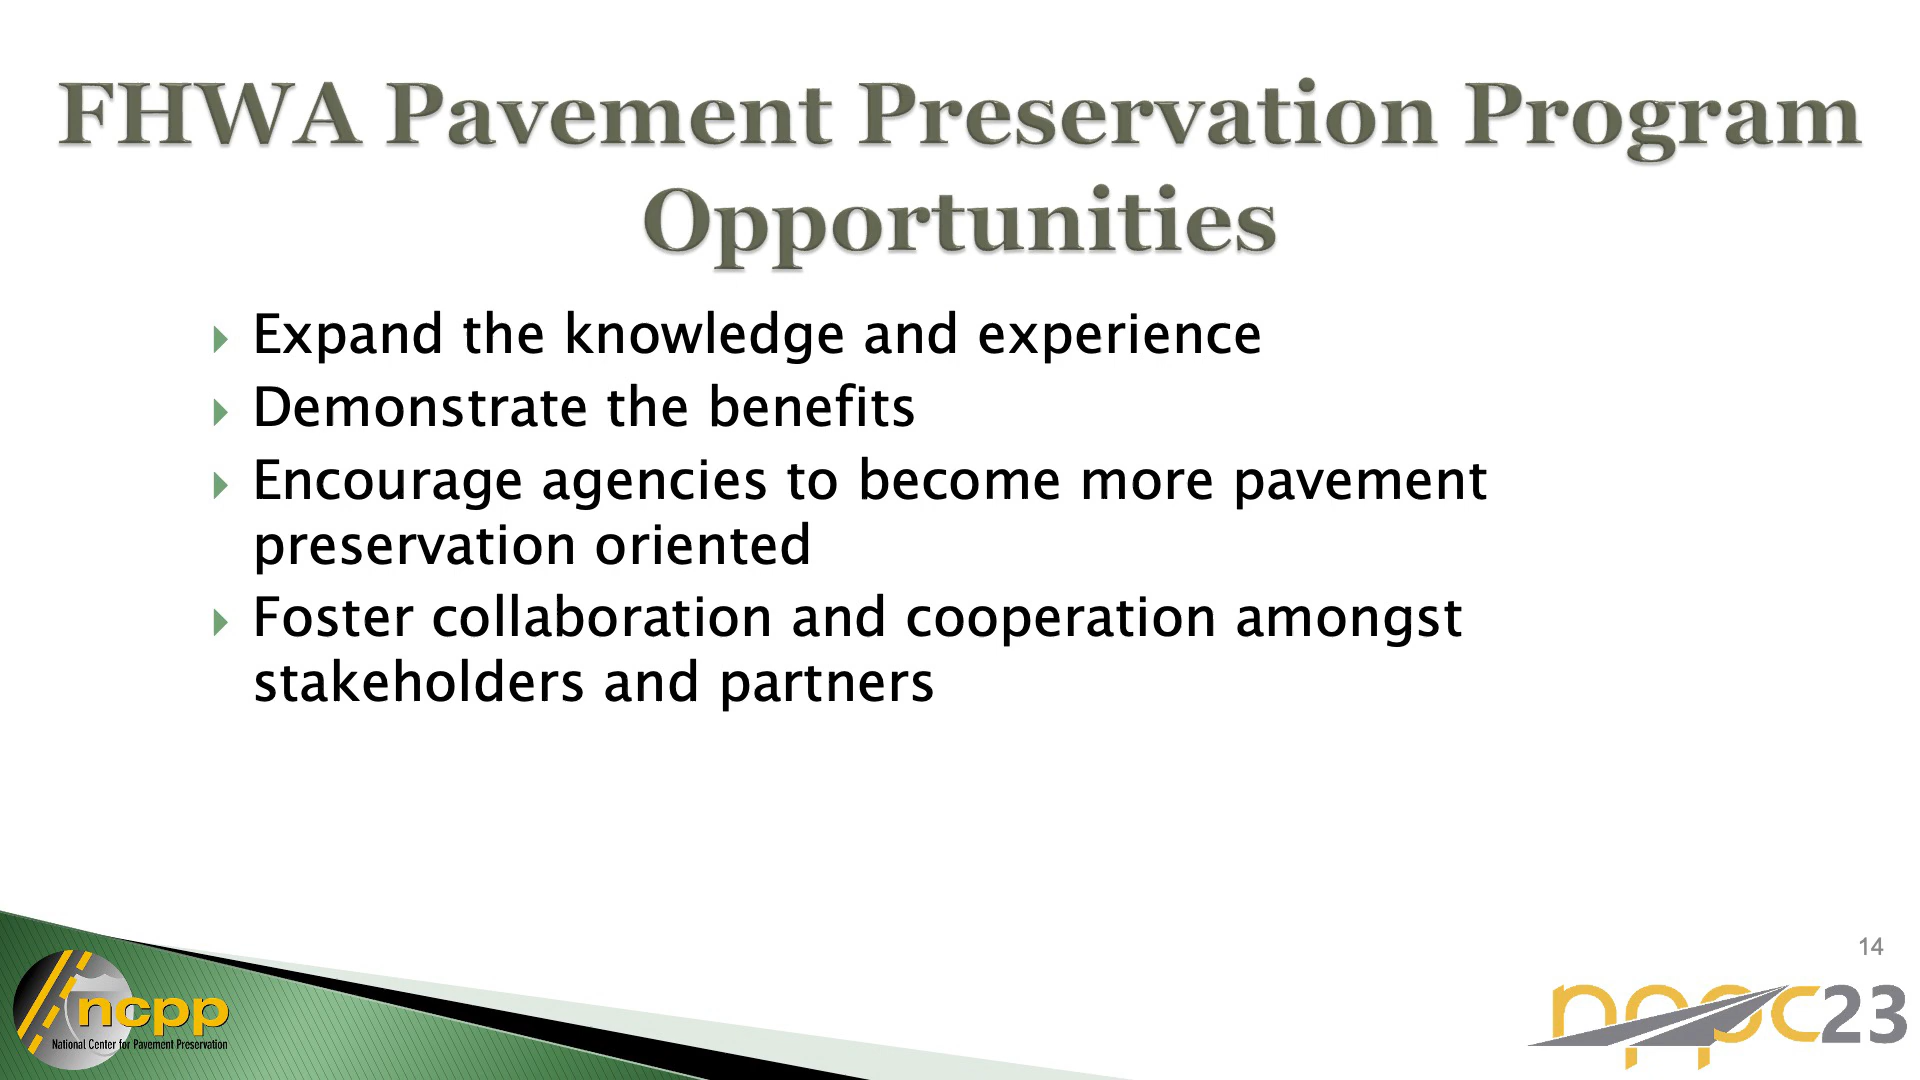 FHWA Pavement Preservation Program
Opportunities
Expand the knowledge and experience
Demonstrate the benefits
Encourage agencies to become more pavement
preservation oriented
Foster collaboration and cooperation amongst
stakeholders and partners
14
ncpp
National Center for Pavement Preservation
nppc23